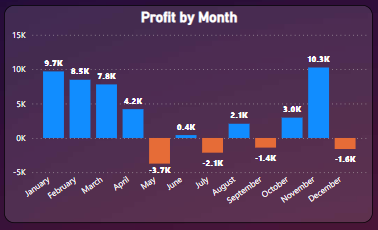 Profit by Month
15K
10K
5K
0K
-5K
9.7K
8.5K
7.8K
4.2K
-3.7K
0.4K
-2.1K
2.1K
-1.4K
3.0K
10.3K
-1.6K
January
February
March
April
May
June
July
August
September
October
November
December